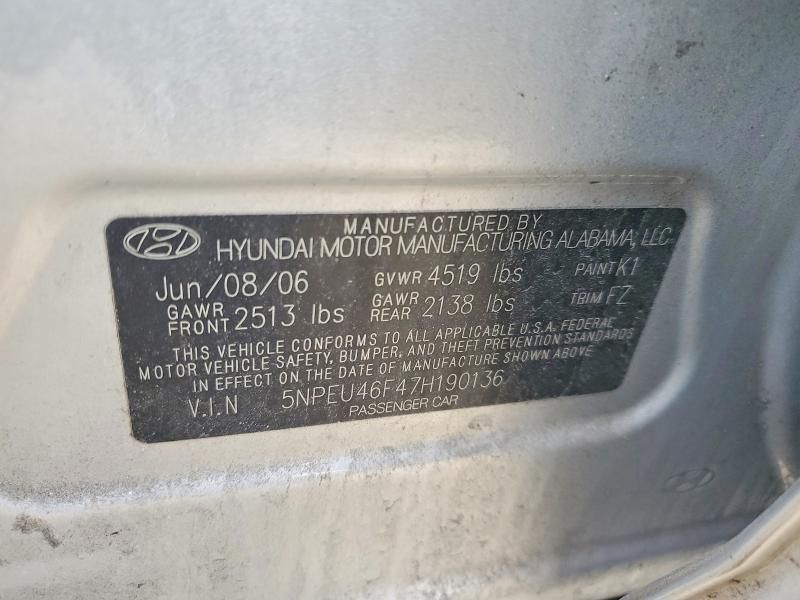 MANUFACTURED BY
HYUNDAI MOTOR MANUFACTURING ALABAMA, LLC
Jun/08/06 GVWR 4519 lbs PAINT K1
GAWR FRONT 2513 lbs GAWR REAR 2138 lbs TRIM FZ
THIS VEHICLE CONFORMS TO ALL APPLICABLE U.S.A. FEDERAL
MOTOR VEHICLE SAFETY, BUMPER, AND THEFT PREVENTION STANDARDS
IN EFFECT ON THE DATE OF MANUFACTURE SHOWN ABOVE
V.I.N 5NPEU46F47H190136
PASSENGER CAR